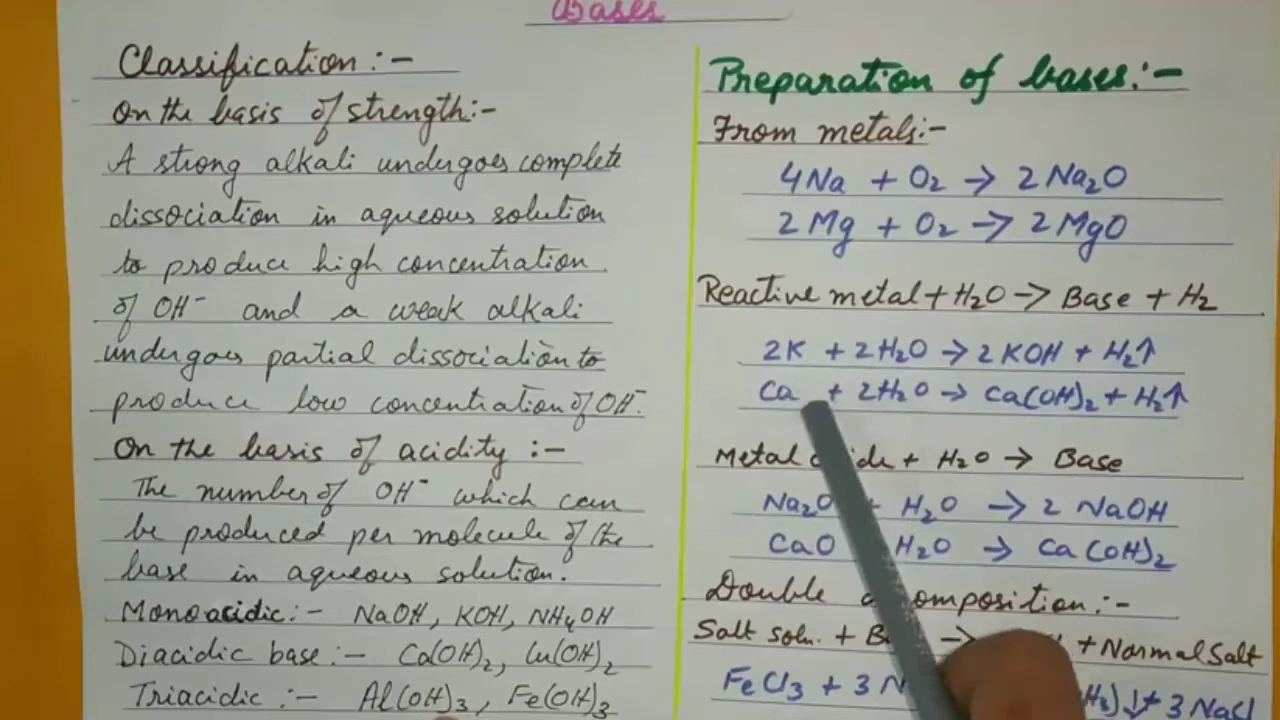 Bases
Classification :-
On the basis of strength:-
A strong alkali undergoes complete
dissociation in aqueous solution
to produce high concentration
of OH⁻ and a weak alkali
undergoes partial dissociation to
produce low concentration of OH⁻.
On the basis of acidity :-
The number of OH⁻ which can
be produced per molecule of the
base in aqueous solution.
Monoacidic :- NaOH, KOH, NH₄OH
Diacidic base :- Ca(OH)₂, Cu(OH)₂
Triacidic :- Al(OH)₃, Fe(OH)₃
Preparation of bases:-
From metals:-
4Na + O₂ → 2Na₂O
2Mg + O₂ → 2MgO
Reactive metal + H₂O → Base + H₂
2K + 2H₂O → 2KOH + H₂↑
Ca + 2H₂O → Ca(OH)₂ + H₂↑
Metal + H₂O → Base
Na₂O + H₂O → 2 NaOH
CaO H₂O → Ca(OH)₂
Double :-
Salt soln. + → + Normal Salt
FeCl₃ + 3 ↓ + 3 NaCl